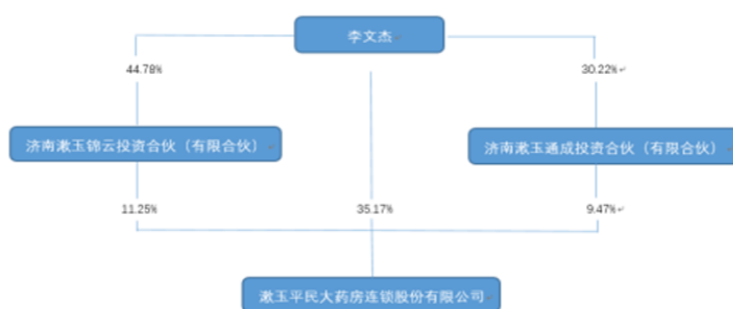 李文杰
44.78%
30.22%
济南漱玉锦云投资合伙（有限合伙）
济南漱玉通成投资合伙（有限合伙）
11.25%
35.17%
9.47%
漱玉平民大药房连锁股份有限公司